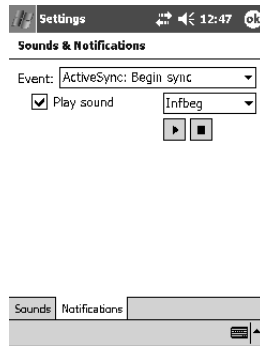 Settings 12:47 ok
Sounds & Notifications
Event: ActiveSync: Begin sync
Play sound Infbeg
Sounds Notifications